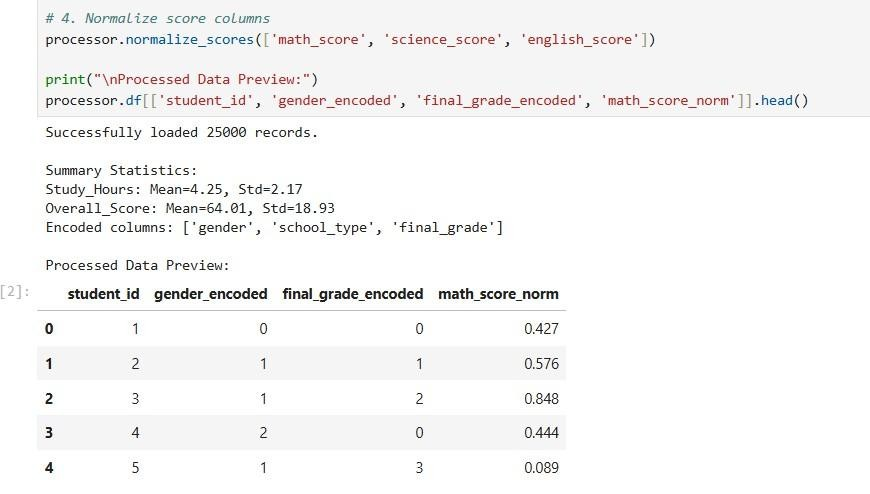 # 4. Normalize score columns
processor.normalize_scores(['math_score', 'science_score', 'english_score'])
print("\nProcessed Data Preview:")
processor.df[['student_id', 'gender_encoded', 'final_grade_encoded', 'math_score_norm']].head()
Successfully loaded 25000 records.
Summary Statistics:
Study_Hours: Mean=4.25, Std=2.17
Overall_Score: Mean=64.01, Std=18.93
Encoded columns: ['gender', 'school_type', 'final_grade']
Processed Data Preview:
[2]:
student_id gender_encoded final_grade_encoded math_score_norm
0 1 0 0 0.427
1 2 1 1 0.576
2 3 1 2 0.848
3 4 2 0 0.444
4 5 1 3 0.089